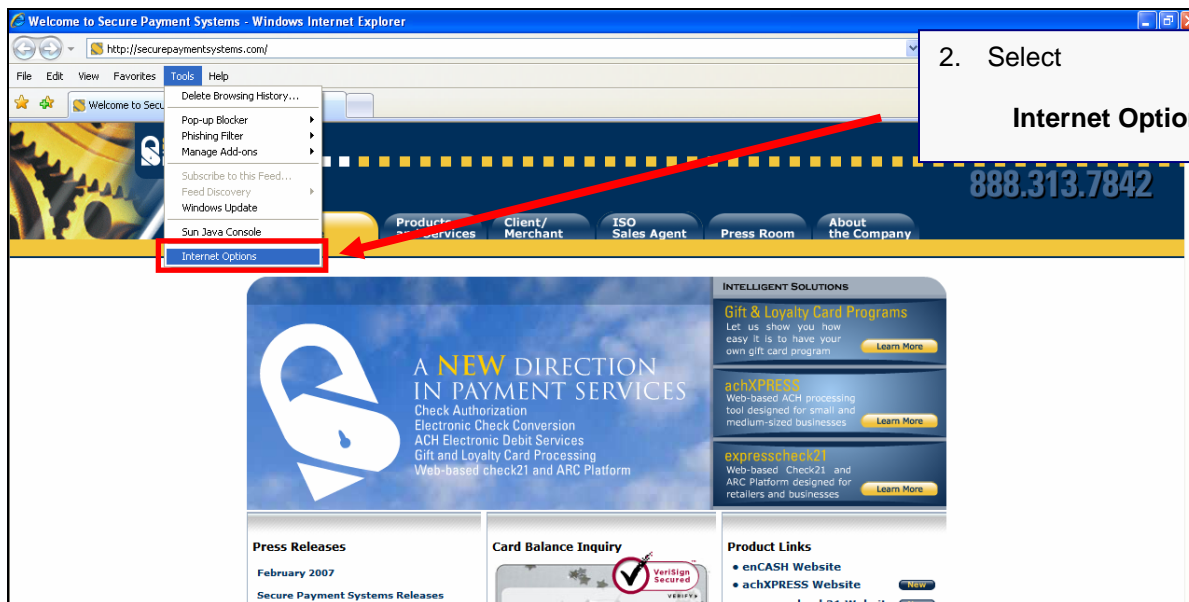 Welcome to Secure Payment Systems - Windows Internet Explorer
http://securepaymentsystems.com/
File Edit View Favorites Tools Help
Welcome to Secu
Delete Browsing History...
Pop-up Blocker
Phishing Filter
Manage Add-ons
Subscribe to this Feed...
Feed Discovery
Windows Update
Sun Java Console
Internet Options
2. Select
Internet Option
888.313.7842
Products and Services
Client/ Merchant
ISO Sales Agent
Press Room
About the Company
A NEW DIRECTION
IN PAYMENT SERVICES
Check Authorization
Electronic Check Conversion
ACH Electronic Debit Services
Gift and Loyalty Card Processing
Web-based check21 and ARC Platform
INTELLIGENT SOLUTIONS
Gift & Loyalty Card Programs
Let us show you how
easy it is to have your
own gift card program
Learn More
achXPRESS
Web-based ACH processing
tool designed for small and
medium-sized businesses
Learn More
expresscheck21
Web-based Check21 and
ARC Platform designed for
retailers and businesses
Learn More
Press Releases
February 2007
Secure Payment Systems Releases
Card Balance Inquiry
VeriSign
Secured
VERIFY
Product Links
• enCASH Website
• achXPRESS Website New